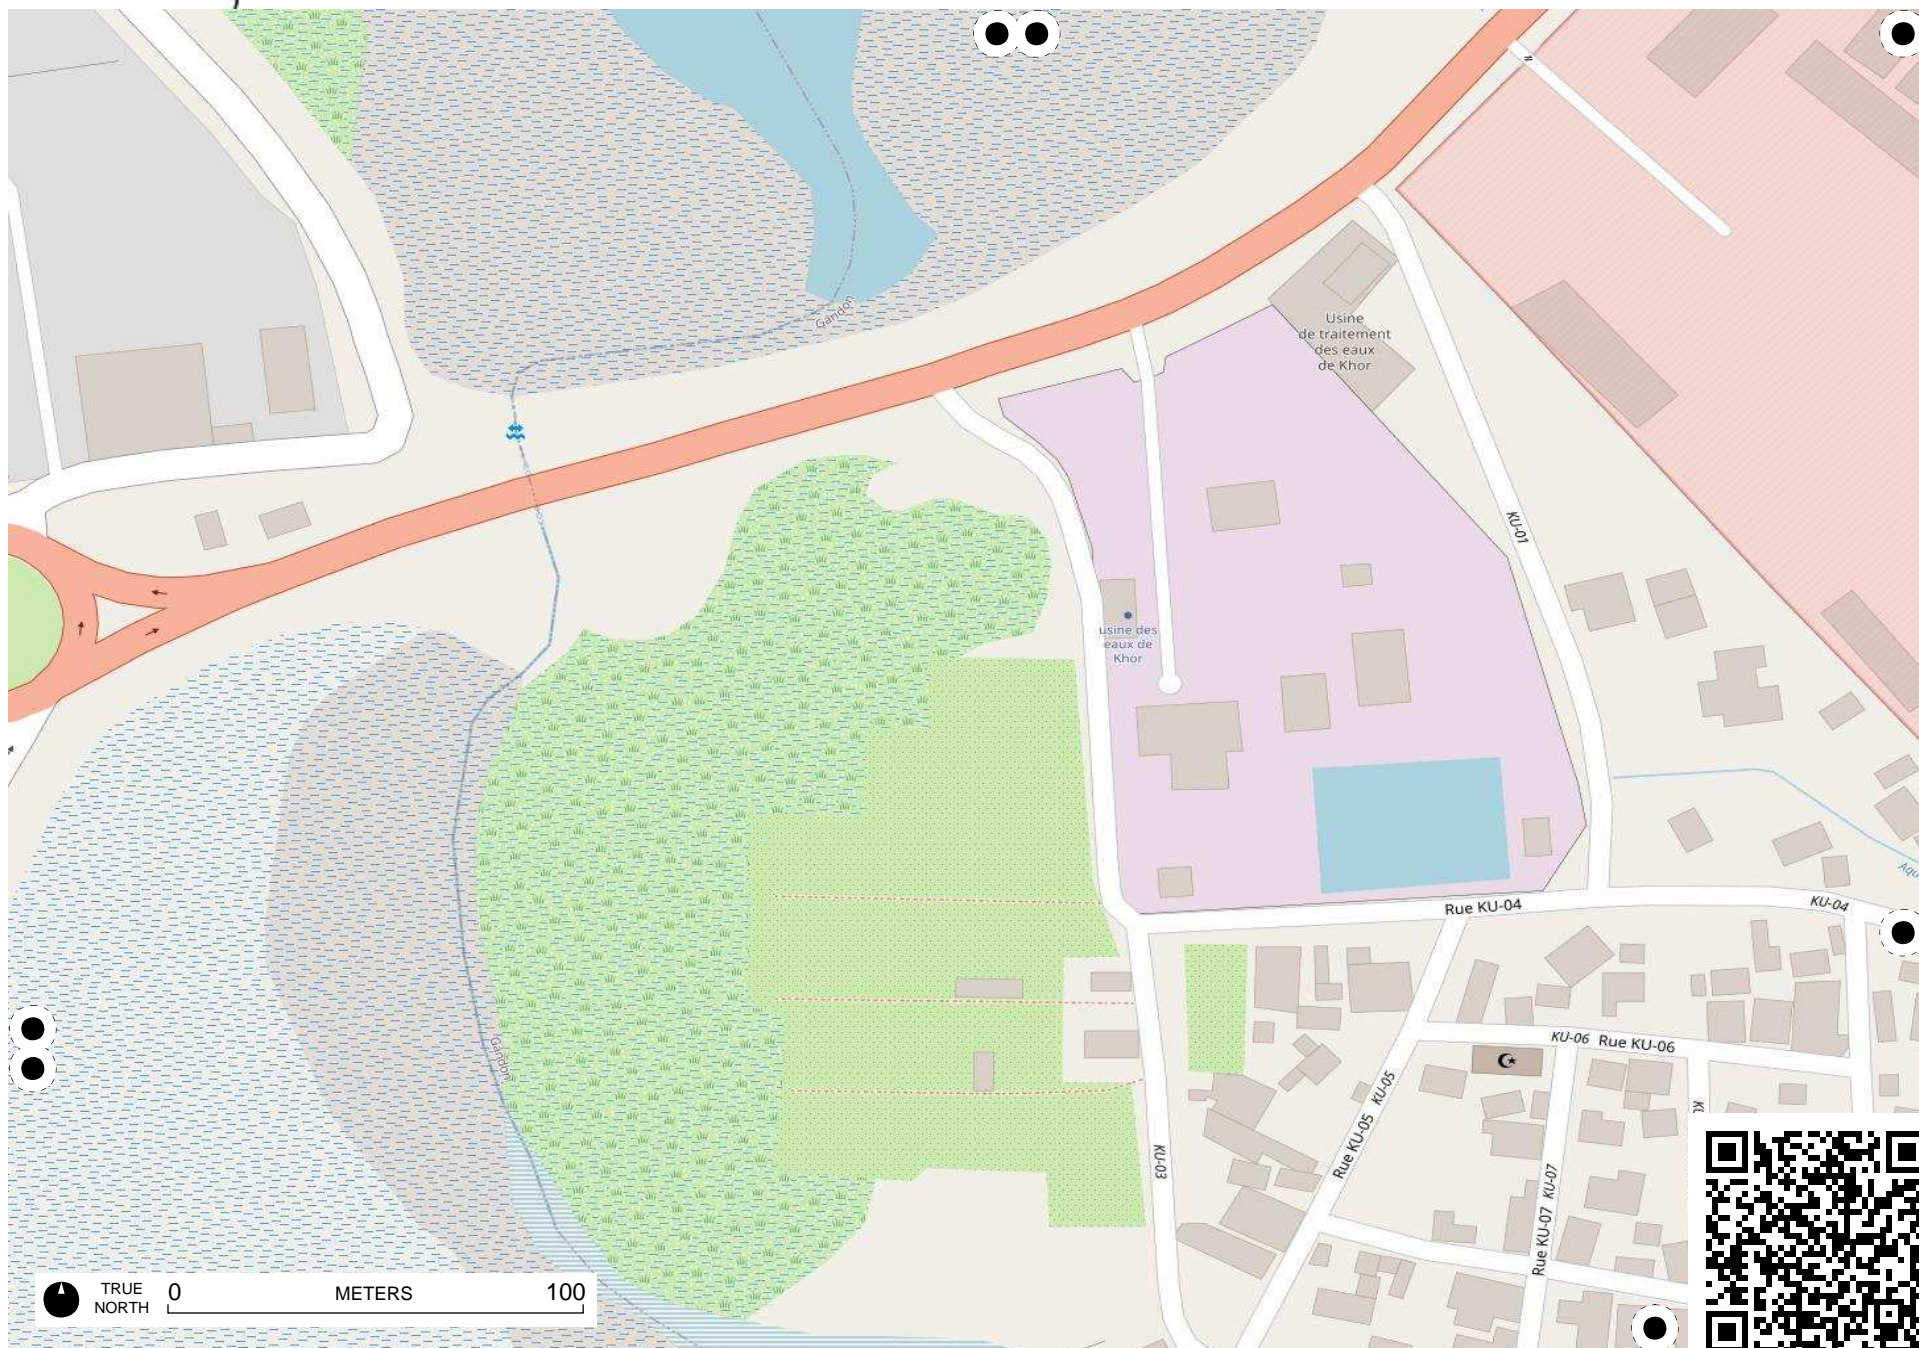 Gandon
Usine
de traitement
des eaux
de Khor
KU-01
usine des
eaux de
Khor
Rue KU-04
KU-04
KU-06 Rue KU-06
Gandon
Rue KU-05 KU-05
KU-03
Rue KU-07 KU-07
TRUE
NORTH
0 METERS 100